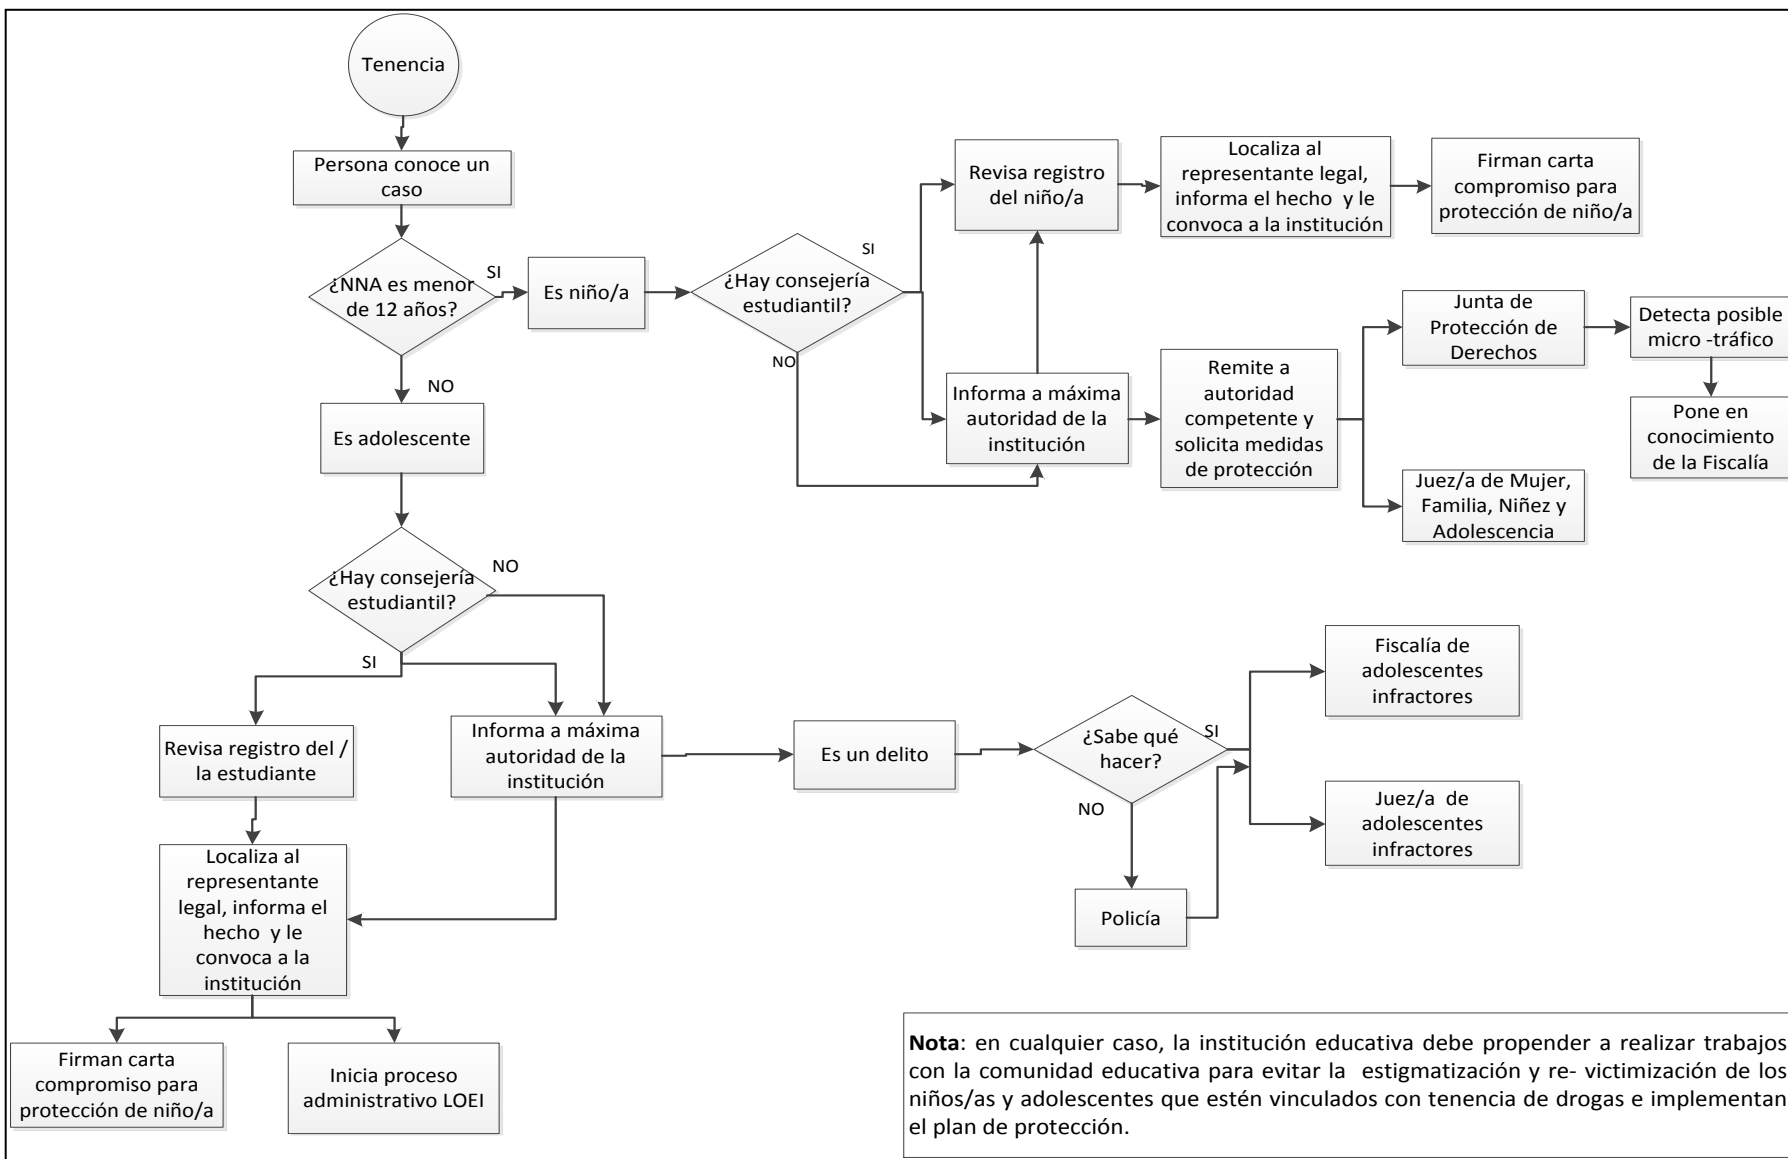 Tenencia
Persona conoce un
caso
¿NNA es menor
de 12 años?
SI
Es niño/a
¿Hay consejería
estudiantil?
SI
NO
Revisa registro
del niño/a
Localiza al
representante legal,
informa el hecho y le
convoca a la institución
Firman carta
compromiso para
protección de niño/a
Informa a máxima
autoridad de la
institución
Remite a
autoridad
competente y
solicita medidas
de protección
Junta de
Protección de
Derechos
Detecta posible
micro -tráfico
Pone en
conocimiento
de la Fiscalía
Juez/a de Mujer,
Familia, Niñez y
Adolescencia
NO
Es adolescente
¿Hay consejería
estudiantil?
NO
SI
Revisa registro del /
la estudiante
Informa a máxima
autoridad de la
institución
Es un delito
¿Sabe qué
hacer?
SI
NO
Fiscalía de
adolescentes
infractores
Juez/a de
adolescentes
infractores
Policía
Localiza al
representante
legal, informa el
hecho y le
convoca a la
institución
Firman carta
compromiso para
protección de niño/a
Inicia proceso
administrativo LOEI
Nota: en cualquier caso, la institución educativa debe propender a realizar trabajos
con la comunidad educativa para evitar la estigmatización y re- victimización de los
niños/as y adolescentes que estén vinculados con tenencia de drogas e implementan
el plan de protección.